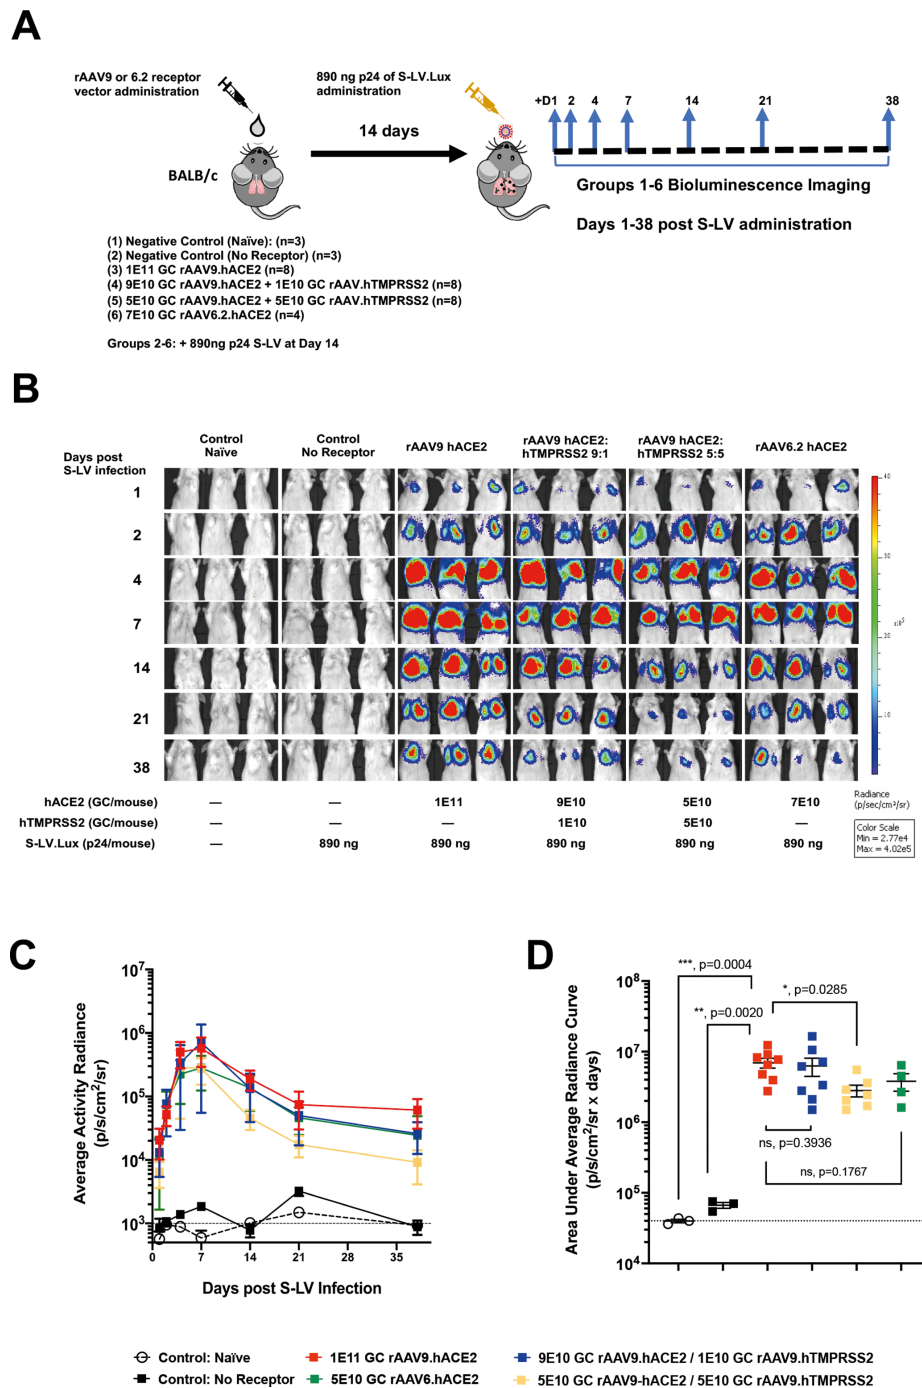 A
rAAV9 or 6.2 receptor
vector administration
890 ng p24 of S-LV.Lux
administration
14 days
BALB/c
+D1 2 4 7 14 21 38
Groups 1-6 Bioluminescence Imaging
Days 1-38 post S-LV administration
(1) Negative Control (Naïve): (n=3)
(2) Negative Control (No Receptor) (n=3)
(3) 1E11 GC rAAV9.hACE2 (n=8)
(4) 9E10 GC rAAV9.hACE2 + 1E10 GC rAAV.hTMPRSS2 (n=8)
(5) 5E10 GC rAAV9.hACE2 + 5E10 GC rAAV.hTMPRSS2 (n=8)
(6) 7E10 GC rAAV6.2.hACE2 (n=4)
Groups 2-6: + 890ng p24 S-LV at Day 14
B
Days post
S-LV infection
Control
Naïve
Control
No Receptor
rAAV9 hACE2
rAAV9 hACE2:
hTMPRSS2 9:1
rAAV9 hACE2:
hTMPRSS2 5:5
rAAV6.2 hACE2
1
2
4
7
14
21
38
40
30
x10⁵
20
10
hACE2 (GC/mouse) — — 1E11 9E10 5E10 7E10
hTMPRSS2 (GC/mouse) — — — 1E10 5E10 —
S-LV.Lux (p24/mouse) — 890 ng 890 ng 890 ng 890 ng 890 ng
Radiance
(p/sec/cm²/sr)
Color Scale
Min = 2.77e4
Max = 4.02e5
C
Average Activity Radiance
(p/s/cm²/sr)
10⁷
10⁶
10⁵
10⁴
10³
0 7 14 21 28 35
Days post S-LV Infection
D
Area Under Average Radiance Curve
(p/s/cm²/sr x days)
10⁸
10⁷
10⁶
10⁵
10⁴
***, p=0.0004
**, p=0.0020
*, p=0.0285
ns, p=0.3936
ns, p=0.1767
Control: Naïve
Control: No Receptor
1E11 GC rAAV9.hACE2
5E10 GC rAAV6.hACE2
9E10 GC rAAV9.hACE2 / 1E10 GC rAAV9.hTMPRSS2
5E10 GC rAAV9-hACE2 / 5E10 GC rAAV9.hTMPRSS2